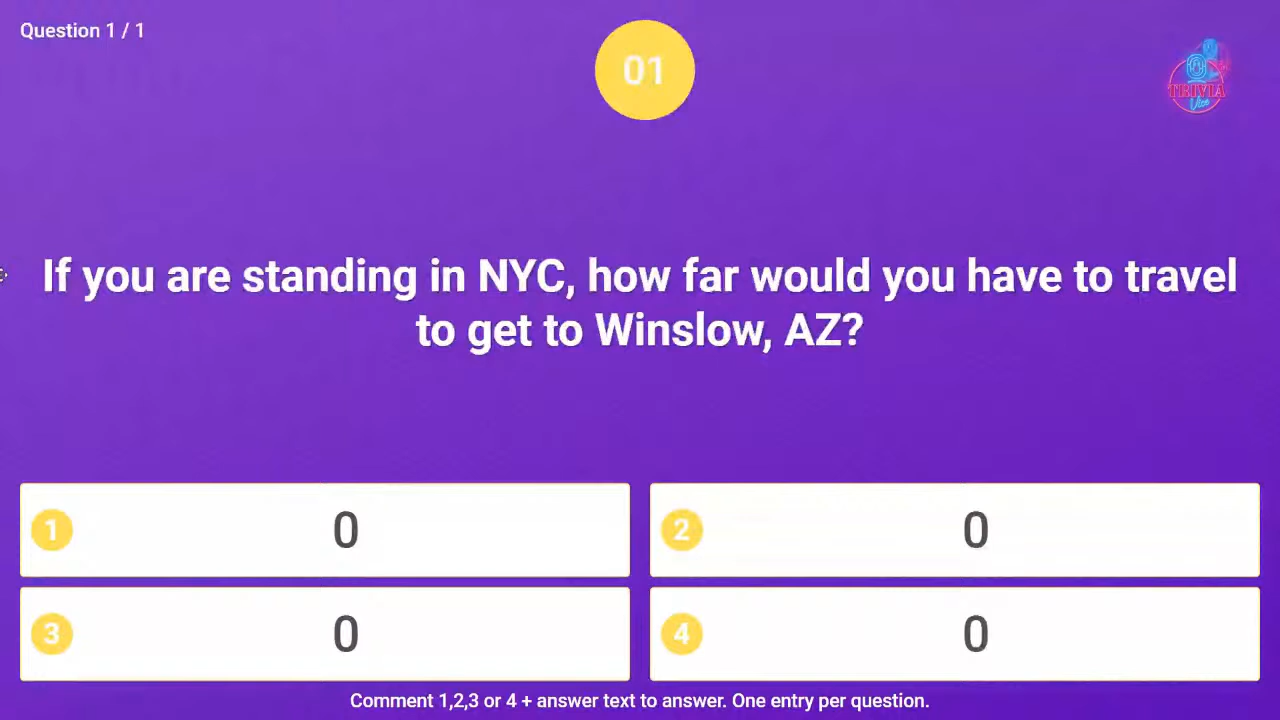 Question 1 / 1
01
TRIVIA
Vibe
If you are standing in NYC, how far would you have to travel
to get to Winslow, AZ?
1 0
2 0
3 0
4 0
Comment 1,2,3 or 4 + answer text to answer. One entry per question.